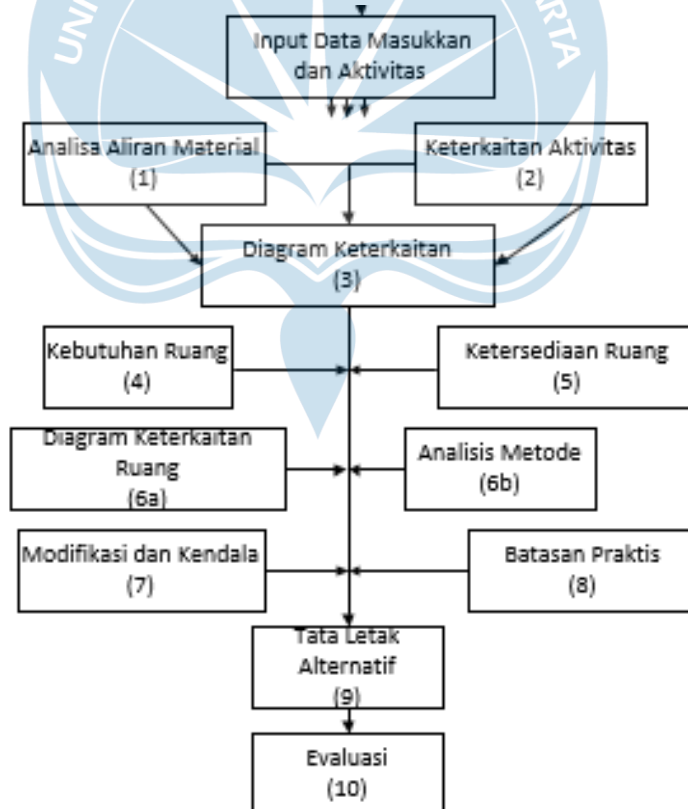 UNI
ARTA
Input Data Masukkan
dan Aktivitas
Analisa Aliran Material
(1)
Keterkaitan Aktivitas
(2)
Diagram Keterkaitan
(3)
Kebutuhan Ruang
(4)
Ketersediaan Ruang
(5)
Diagram Keterkaitan
Ruang
(6a)
Analisis Metode
(6b)
Modifikasi dan Kendala
(7)
Batasan Praktis
(8)
Tata Letak
Alternatif
(9)
Evaluasi
(10)